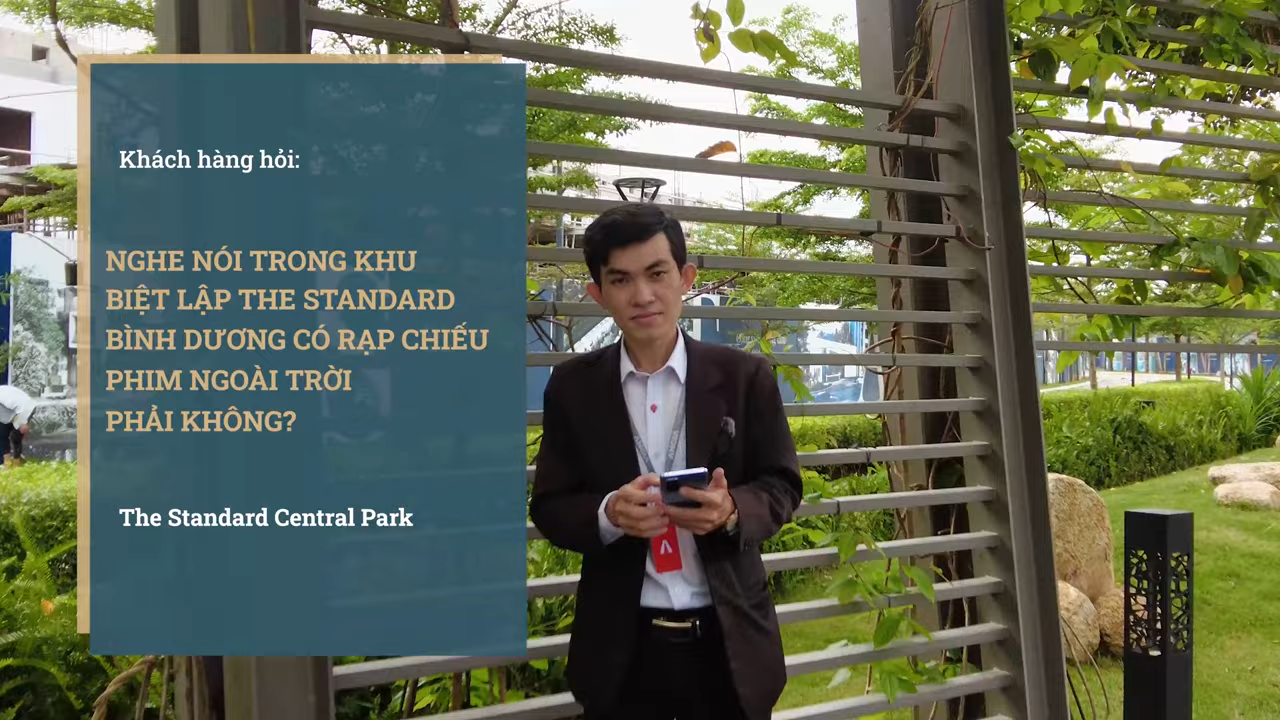 Khách hàng hỏi:
NGHE NÓI TRONG KHU
BIỆT LẬP THE STANDARD
BÌNH DƯƠNG CÓ RẠP CHIẾU
PHIM NGOÀI TRỜI
PHẢI KHÔNG?
The Standard Central Park